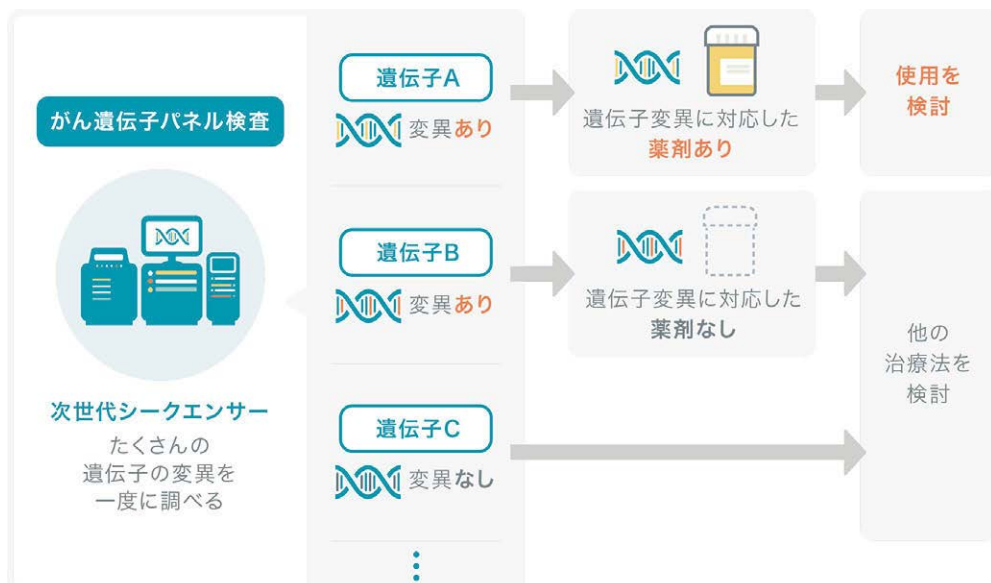 がん遺伝子パネル検査
次世代シークエンサー
たくさんの
遺伝子の変異を
一度に調べる
遺伝子A
変異あり
遺伝子変異に対応した
薬剤あり
使用を
検討
遺伝子B
変異あり
遺伝子変異に対応した
薬剤なし
遺伝子C
変異なし
他の
治療法を
検討